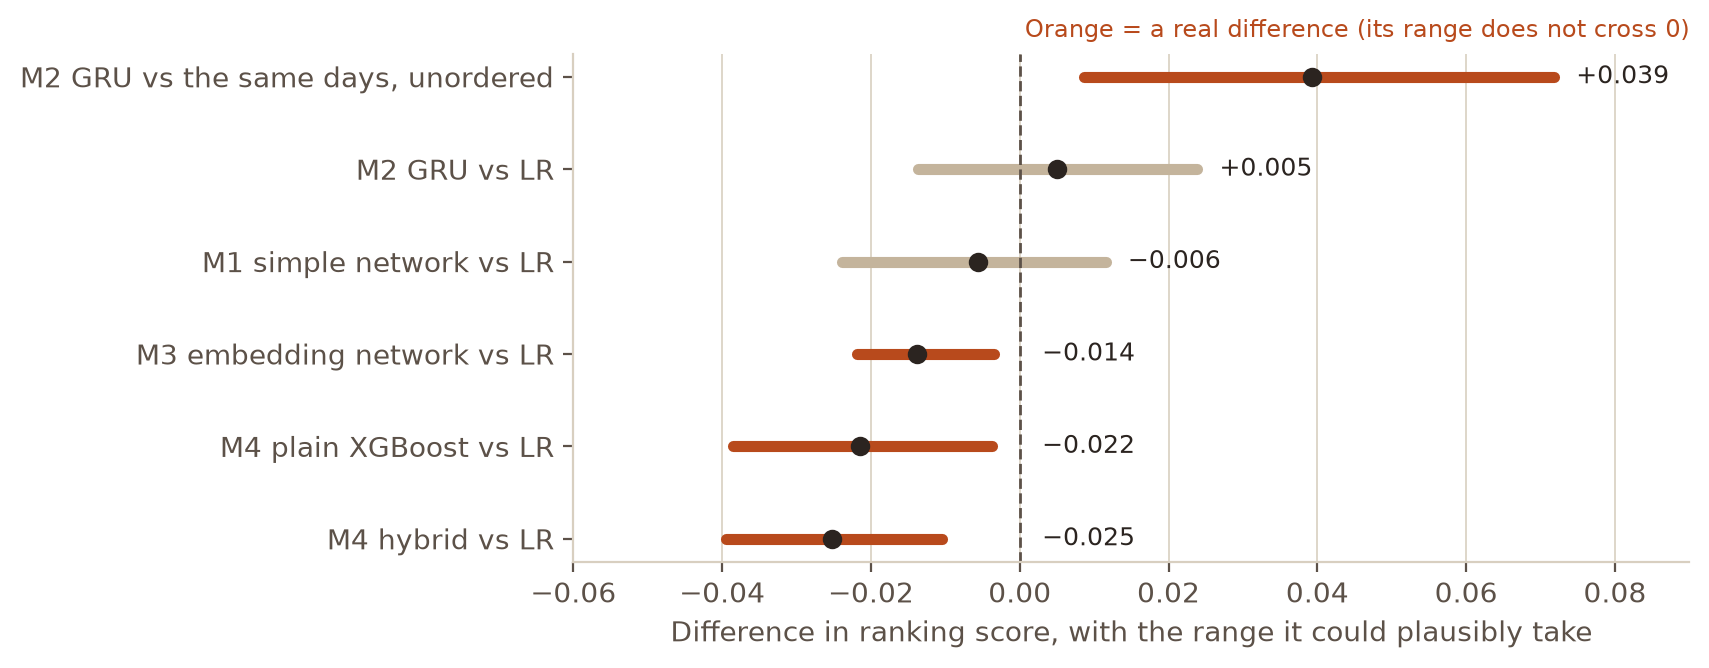 Orange = a real difference (its range does not cross 0)
M2 GRU vs the same days, unordered
+0.039
M2 GRU vs LR
+0.005
M1 simple network vs LR
−0.006
M3 embedding network vs LR
−0.014
M4 plain XGBoost vs LR
−0.022
M4 hybrid vs LR
−0.025
−0.06 −0.04 −0.02 0.00 0.02 0.04 0.06 0.08
Difference in ranking score, with the range it could plausibly take